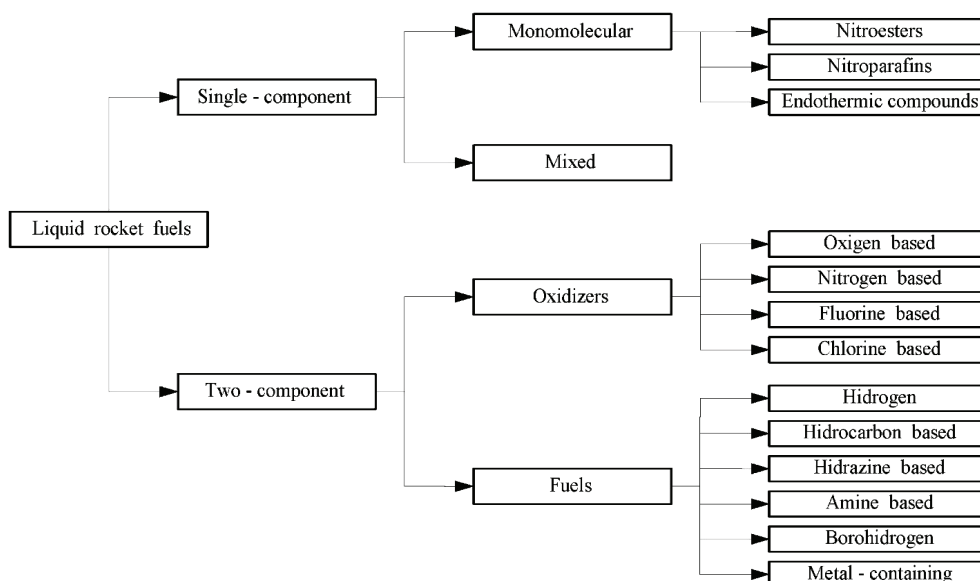 Monomolecular
Nitroesters
Nitroparafins
Endothermic compounds
Single - component
Mixed
Liquid rocket fuels
Oxidizers
Oxigen based
Nitrogen based
Fluorine based
Chlorine based
Two - component
Fuels
Hidrogen
Hidrocarbon based
Hidrazine based
Amine based
Borohidrogen
Metal - containing